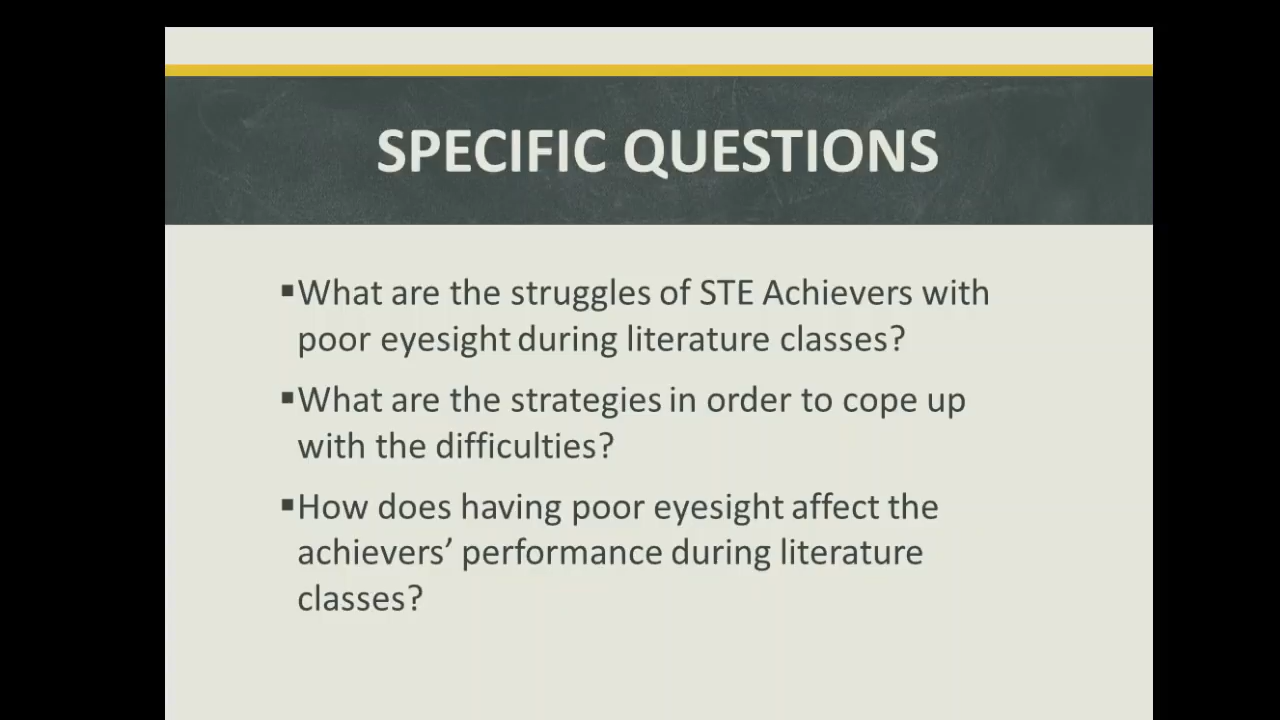 SPECIFIC QUESTIONS
▪What are the struggles of STE Achievers with
poor eyesight during literature classes?
▪What are the strategies in order to cope up
with the difficulties?
▪How does having poor eyesight affect the
achievers’ performance during literature
classes?